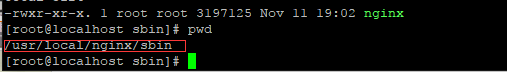 -rwxr-xr-x. 1 root root 3197125 Nov 11 19:02 nginx
[root@localhost sbin]# pwd
/usr/local/nginx/sbin
[root@localhost sbin]#